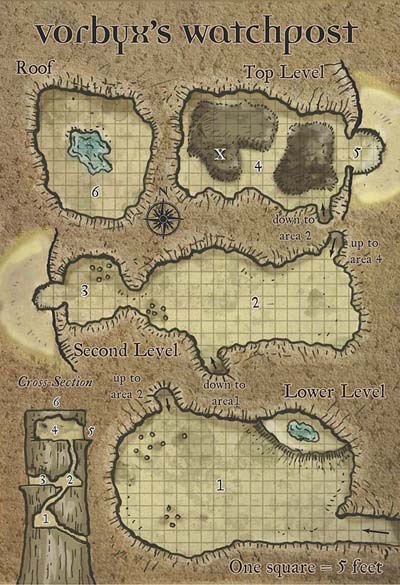 vorbyx's watchpost
Roof
Top Level
X
4
5
6
N
down to
area 2
up to
area 4
3
2
Second Level
Cross-Section
6
up to
area 2
down to
area1
Lower Level
4
5
3
2
1
1
One square = 5 feet